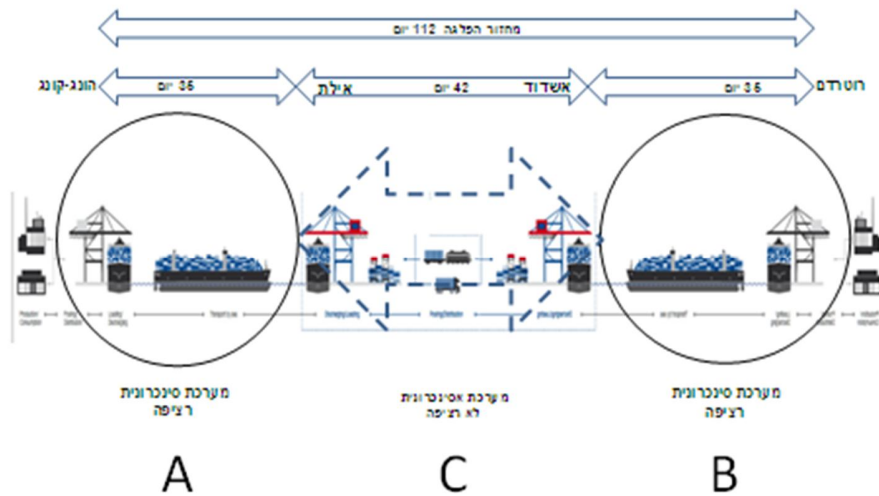 מחזור הפלגה 112 יום
הונג-קונג
35 יום
אילת
42 יום
אשדוד
35 יום
רוטרדם
מערכת סינכרונית
רציפה
מערכת אסינכרונית
לא רציפה
מערכת סינכרונית
רציפה
A
C
B